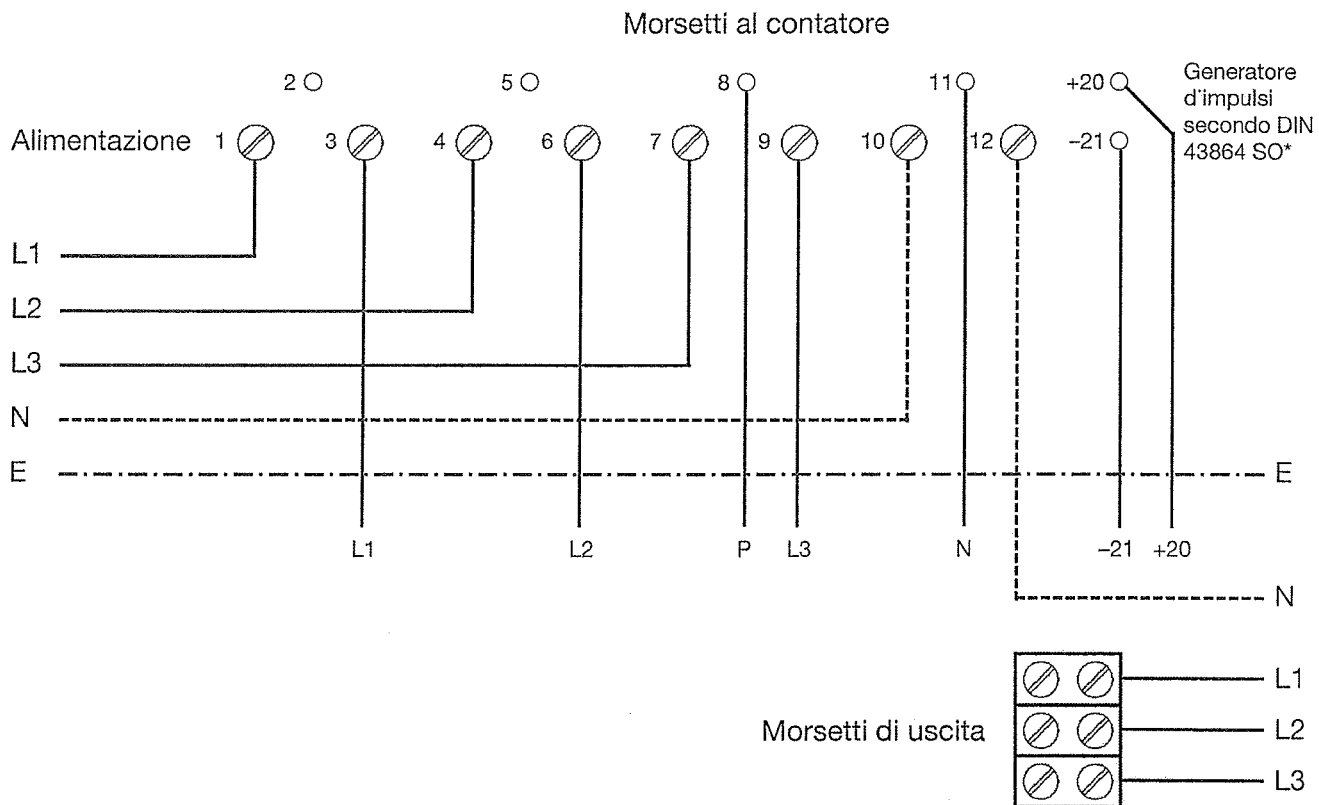 Morsetti al contatore
2 5 8 11 +20
Generatore
d'impulsi
secondo DIN
43864 SO*
Alimentazione 1 3 4 6 7 9 10 12 –21
L1
L2
L3
N
E E
L1 L2 P L3 N –21 +20
N
L1
Morsetti di uscita L2
L3